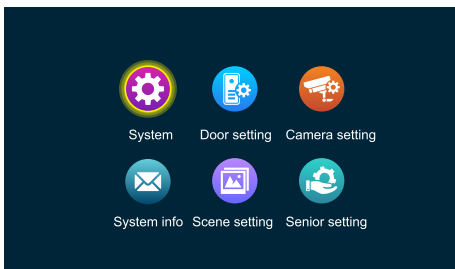 System
Door setting
Camera setting
System info
Scene setting
Senior setting